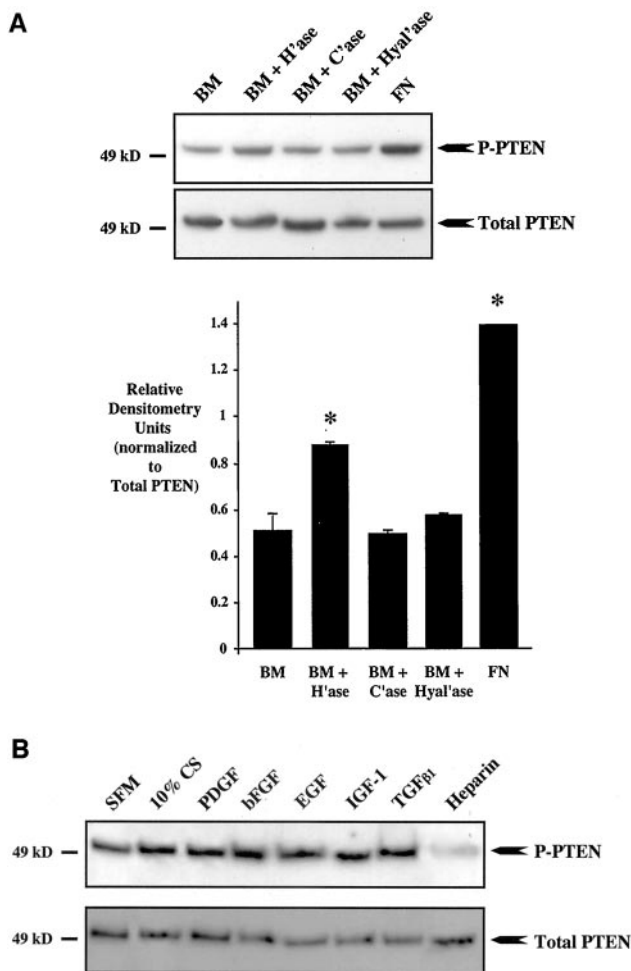 A
BM
BM + H'ase
BM + C'ase
BM + Hyal'ase
FN
49 kD
P-PTEN
49 kD
Total PTEN
Relative
Densitometry
Units
(normalized
to
Total PTEN)
1.4
1.2
1
0.8
0.6
0.4
0.2
0
*
*
BM
BM +
H'ase
BM +
C'ase
BM +
Hyal'ase
FN
B
SFM
10% CS
PDGF
bFGF
EGF
IGF-1
TGFβ1
Heparin
49 kD
P-PTEN
49 kD
Total PTEN